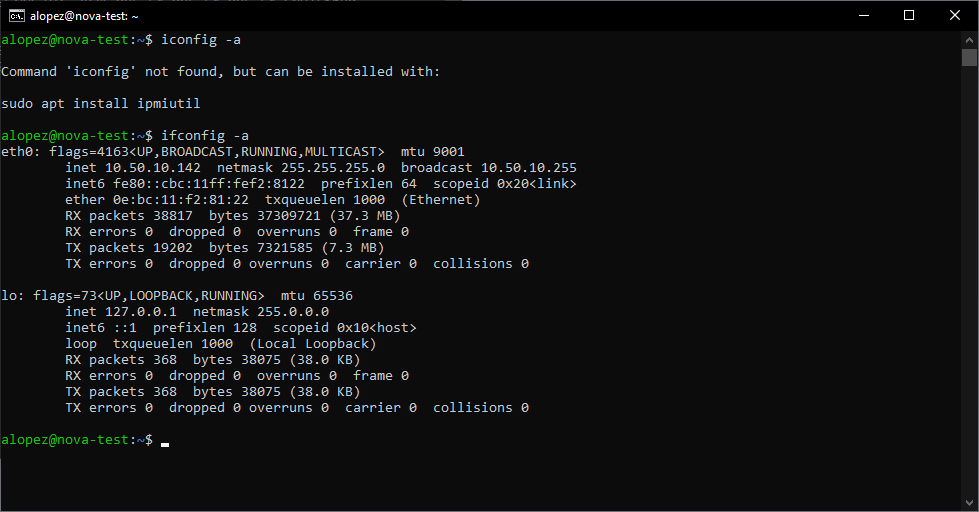 alopez@nova-test: ~
alopez@nova-test:~$ iconfig -a
Command 'iconfig' not found, but can be installed with:
sudo apt install ipmiutil
alopez@nova-test:~$ ifconfig -a
eth0: flags=4163<UP,BROADCAST,RUNNING,MULTICAST>  mtu 9001
        inet 10.50.10.142  netmask 255.255.255.0  broadcast 10.50.10.255
        inet6 fe80::cbc:11ff:fef2:8122  prefixlen 64  scopeid 0x20<link>
        ether 0e:bc:11:f2:81:22  txqueuelen 1000  (Ethernet)
        RX packets 38817  bytes 37309721 (37.3 MB)
        RX errors 0  dropped 0  overruns 0  frame 0
        TX packets 19202  bytes 7321585 (7.3 MB)
        TX errors 0  dropped 0 overruns 0  carrier 0  collisions 0
lo: flags=73<UP,LOOPBACK,RUNNING>  mtu 65536
        inet 127.0.0.1  netmask 255.0.0.0
        inet6 ::1  prefixlen 128  scopeid 0x10<host>
        loop  txqueuelen 1000  (Local Loopback)
        RX packets 368  bytes 38075 (38.0 KB)
        RX errors 0  dropped 0  overruns 0  frame 0
        TX packets 368  bytes 38075 (38.0 KB)
        TX errors 0  dropped 0 overruns 0  carrier 0  collisions 0
alopez@nova-test:~$